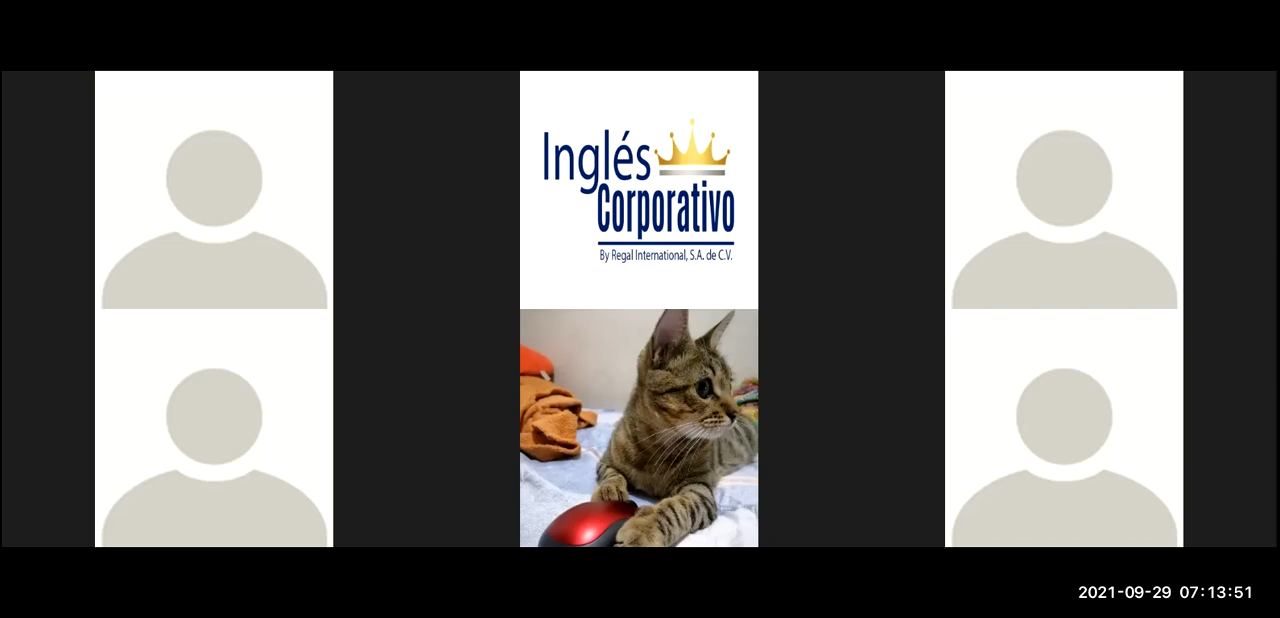 Inglés
Corporativo
By Regal International, S.A. de C.V.
2021-09-29 07:13:51